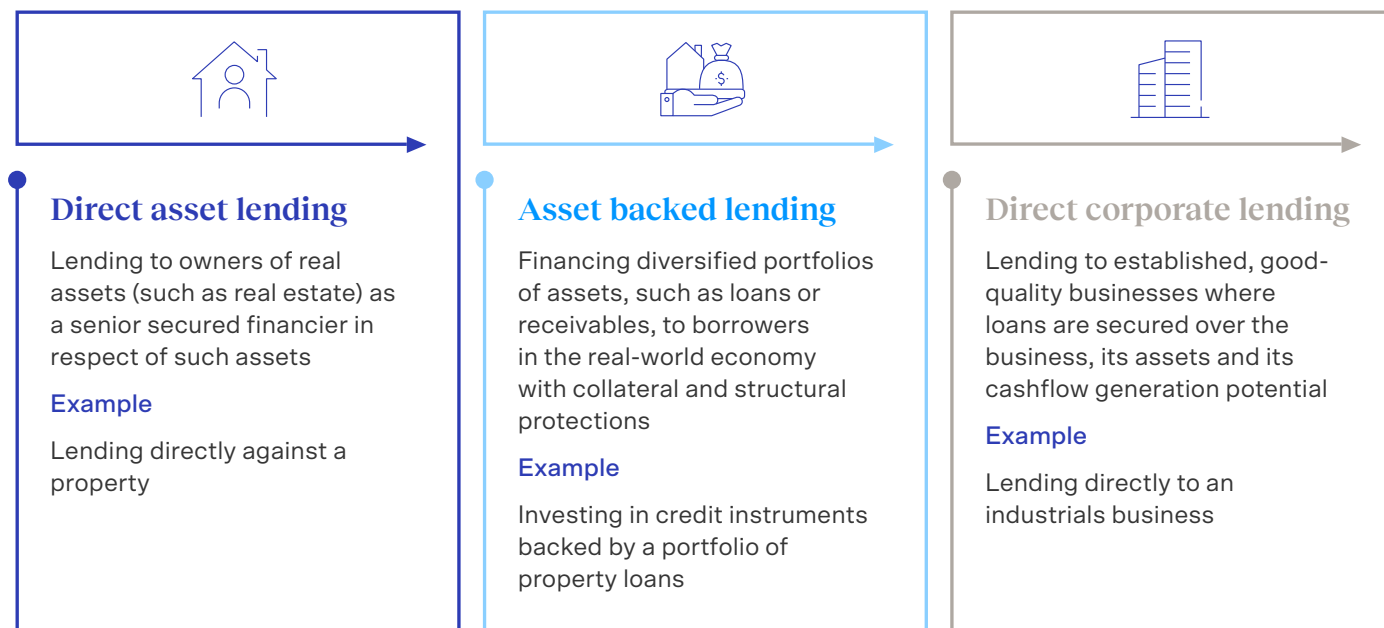 $
Direct asset lending
Lending to owners of real
assets (such as real estate) as
a senior secured financier in
respect of such assets
Example
Lending directly against a
property
Asset backed lending
Financing diversified portfolios
of assets, such as loans or
receivables, to borrowers
in the real-world economy
with collateral and structural
protections
Example
Investing in credit instruments
backed by a portfolio of
property loans
Direct corporate lending
Lending to established, good-
quality businesses where
loans are secured over the
business, its assets and its
cashflow generation potential
Example
Lending directly to an
industrials business